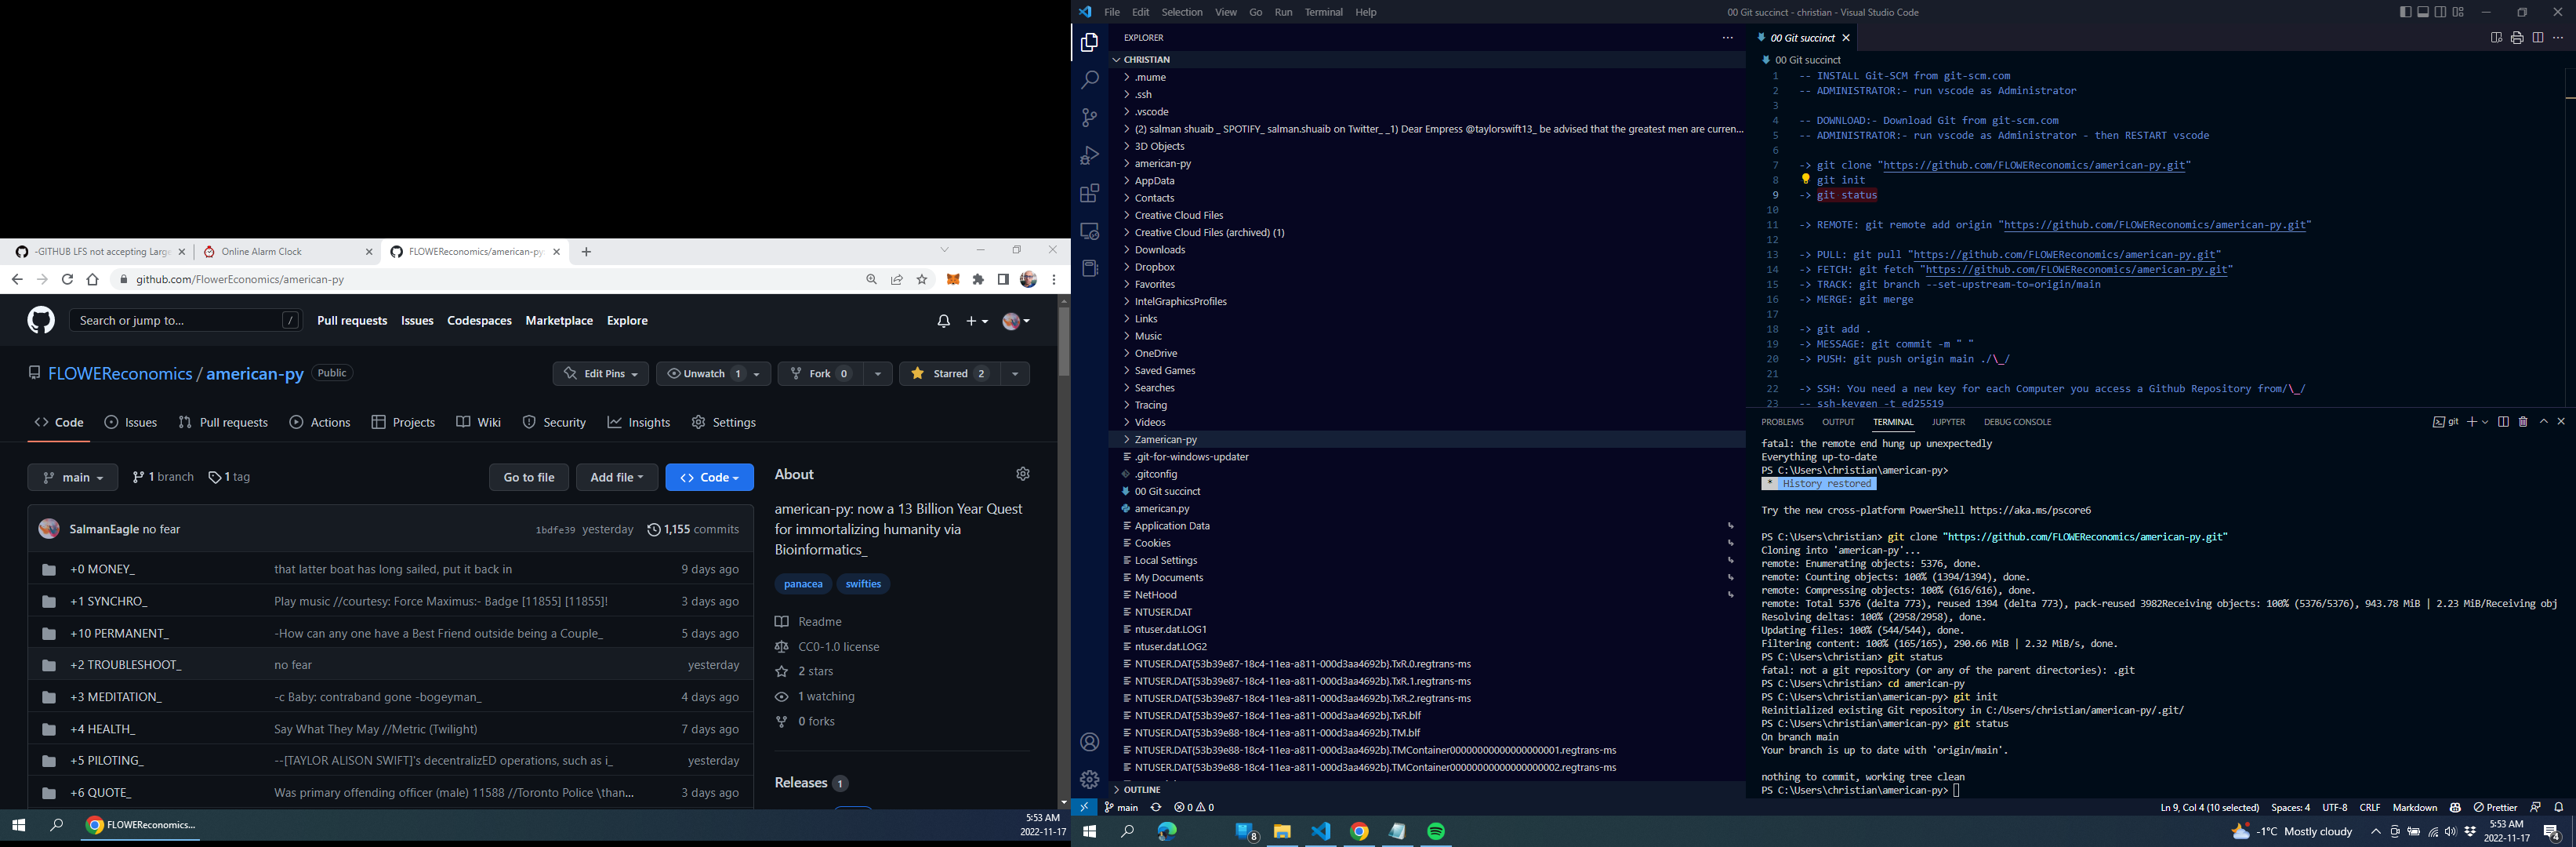 -GITHUB LFS not accepting Large
Online Alarm Clock
FLOWEReconomics/american-py
github.com/FlowerEconomics/american-py
Search or jump to...
/
Pull requests
Issues
Codespaces
Marketplace
Explore
FLOWEReconomics / american-py
Public
Edit Pins
Unwatch 1
Fork 0
Starred 2
Code
Issues
Pull requests
Actions
Projects
Wiki
Security
Insights
Settings
main
1 branch
1 tag
Go to file
Add file
Code
SalmanEagle no fear
1bdfe39 yesterday
1,155 commits
+0 MONEY_ that latter boat has long sailed, put it back in 9 days ago
+1 SYNCHRO_ Play music //courtesy: Force Maximus:- Badge [11855] [11855]! 3 days ago
+10 PERMANENT_ -How can any one have a Best Friend outside being a Couple_ 5 days ago
+2 TROUBLESHOOT_ no fear yesterday
+3 MEDITATION_ -c Baby: contraband gone -bogeyman_ 4 days ago
+4 HEALTH_ Say What They May //Metric (Twilight) 7 days ago
+5 PILOTING_ --[TAYLOR ALISON SWIFT]'s decentralizED operations, such as i_ yesterday
+6 QUOTE_ Was primary offending officer (male) 11588 //Toronto Police \than... 3 days ago
About
american-py: now a 13 Billion Year Quest
for immortalizing humanity via
Bioinformatics_
panacea
swifties
Readme
CC0-1.0 license
2 stars
1 watching
0 forks
Releases 1
FLOWEReconomics...
5:53 AM
2022-11-17
File Edit Selection View Go Run Terminal Help
00 Git succinct - christian - Visual Studio Code
EXPLORER
CHRISTIAN
.mume
.ssh
.vscode
(2) salman shuaib _ SPOTIFY_ salman.shuaib on Twitter_ _1) Dear Empress @taylorswift13_ be advised that the greatest men are curren...
3D Objects
american-py
AppData
Contacts
Creative Cloud Files
Creative Cloud Files (archived) (1)
Downloads
Dropbox
Favorites
IntelGraphicsProfiles
Links
Music
OneDrive
Saved Games
Searches
Tracing
Videos
Zamerican-py
.git-for-windows-updater
.gitconfig
00 Git succinct
american.py
Application Data
Cookies
Local Settings
My Documents
NetHood
NTUSER.DAT
ntuser.dat.LOG1
ntuser.dat.LOG2
NTUSER.DAT{53b39e87-18c4-11ea-a811-000d3aa4692b}.TxR.0.regtrans-ms
NTUSER.DAT{53b39e87-18c4-11ea-a811-000d3aa4692b}.TxR.1.regtrans-ms
NTUSER.DAT{53b39e87-18c4-11ea-a811-000d3aa4692b}.TxR.2.regtrans-ms
NTUSER.DAT{53b39e87-18c4-11ea-a811-000d3aa4692b}.TxR.blf
NTUSER.DAT{53b39e88-18c4-11ea-a811-000d3aa4692b}.TM.blf
NTUSER.DAT{53b39e88-18c4-11ea-a811-000d3aa4692b}.TMContainer00000000000000000001.regtrans-ms
NTUSER.DAT{53b39e88-18c4-11ea-a811-000d3aa4692b}.TMContainer00000000000000000002.regtrans-ms
OUTLINE
00 Git succinct
00 Git succinct
1 -- INSTALL Git-SCM from git-scm.com
2 -- ADMINISTRATOR:- run vscode as Administrator
3
4 -- DOWNLOAD:- Download Git from git-scm.com
5 -- ADMINISTRATOR:- run vscode as Administrator - then RESTART vscode
6
7 -> git clone "https://github.com/FLOWEReconomics/american-py.git"
8 git init
9 -> git status
10
11 -> REMOTE: git remote add origin "https://github.com/FLOWEReconomics/american-py.git"
12
13 -> PULL: git pull "https://github.com/FLOWEReconomics/american-py.git"
14 -> FETCH: git fetch "https://github.com/FLOWEReconomics/american-py.git"
15 -> TRACK: git branch --set-upstream-to=origin/main
16 -> MERGE: git merge
17
18 -> git add .
19 -> MESSAGE: git commit -m " "
20 -> PUSH: git push origin main ./\_/
21
22 -> SSH: You need a new key for each Computer you access a Github Repository from/\_/
23 -- ssh-keygen -t ed25519
PROBLEMS OUTPUT TERMINAL JUPYTER DEBUG CONSOLE
git
fatal: the remote end hung up unexpectedly
Everything up-to-date
PS C:\Users\christian\american-py>
* History restored
Try the new cross-platform PowerShell https://aka.ms/pscore6
PS C:\Users\christian> git clone "https://github.com/FLOWEReconomics/american-py.git"
Cloning into 'american-py'...
remote: Enumerating objects: 5376, done.
remote: Counting objects: 100% (1394/1394), done.
remote: Compressing objects: 100% (616/616), done.
remote: Total 5376 (delta 773), reused 1394 (delta 773), pack-reused 3982Receiving objects: 100% (5376/5376), 943.78 MiB | 2.23 MiB/Receiving obj
Resolving deltas: 100% (2958/2958), done.
Updating files: 100% (544/544), done.
Filtering content: 100% (165/165), 290.66 MiB | 2.32 MiB/s, done.
PS C:\Users\christian> git status
fatal: not a git repository (or any of the parent directories): .git
PS C:\Users\christian> cd american-py
PS C:\Users\christian\american-py> git init
Reinitialized existing Git repository in C:/Users/christian/american-py/.git/
PS C:\Users\christian\american-py> git status
On branch main
Your branch is up to date with 'origin/main'.
nothing to commit, working tree clean
PS C:\Users\christian\american-py>
main
0 0
Ln 9, Col 4 (10 selected) Spaces: 4 UTF-8 CRLF Markdown Prettier
8
-1°C Mostly cloudy
5:53 AM
2022-11-17
4